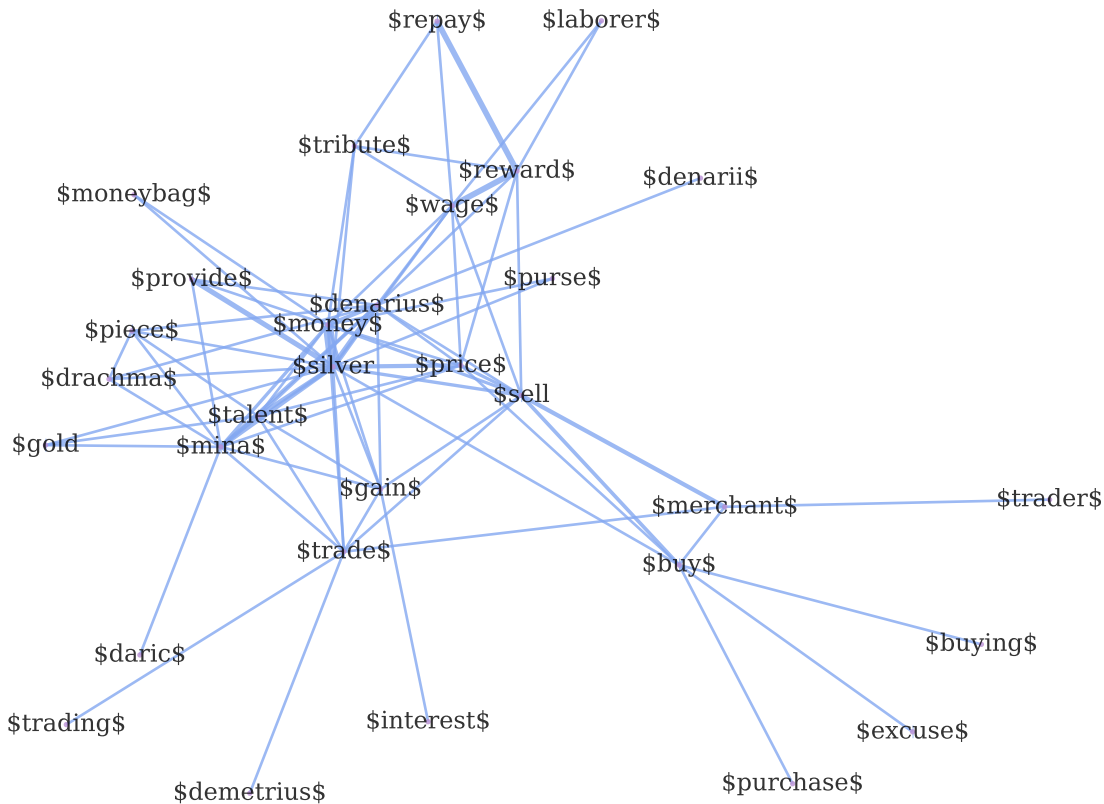 $repay$
$laborer$
$tribute$
$reward$
$denarii$
$moneybag$
$wage$
$provide$
$purse$
$denarius$
$money$
$piece$
$silver
$price$
$drachma$
$sell
$talent$
$gold
$mina$
$gain$
$merchant$
$trader$
$trade$
$buy$
$buying$
$daric$
$trading$
$interest$
$excuse$
$purchase$
$demetrius$